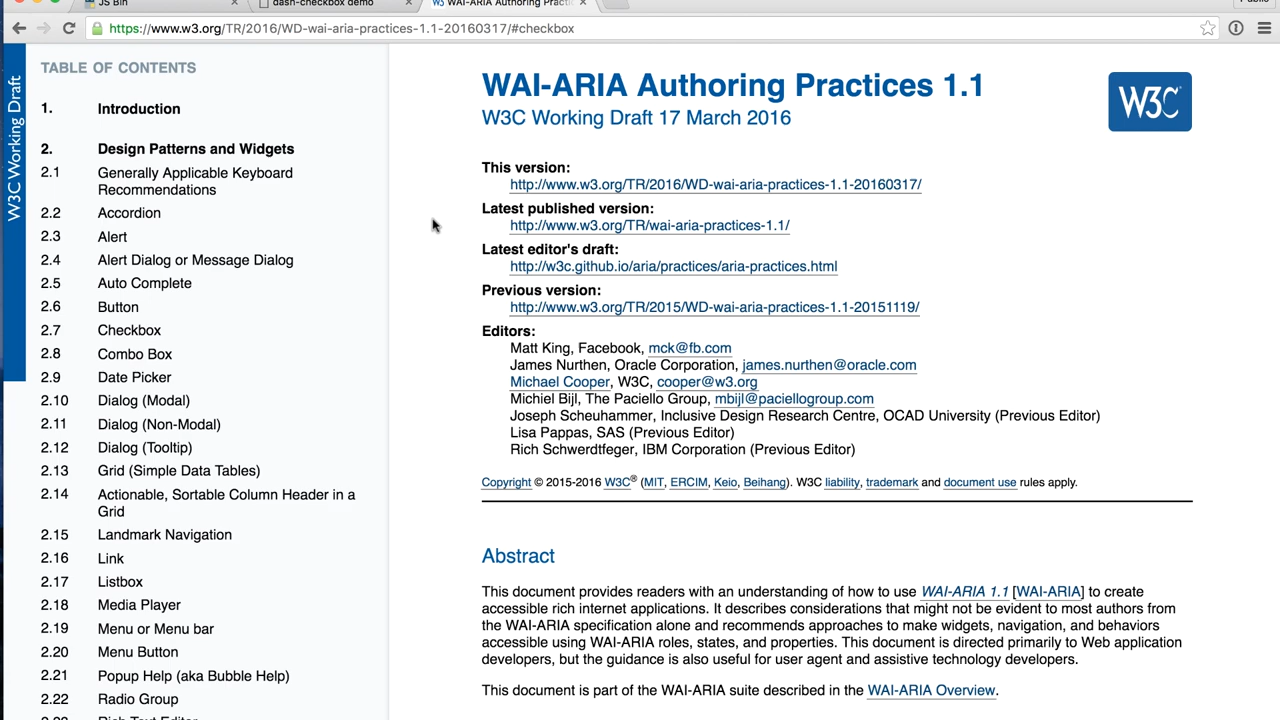 JS Bin
dash-checkbox demo
WAI-ARIA Authoring Practic
https://www.w3.org/TR/2016/WD-wai-aria-practices-1.1-20160317/#checkbox
W3C Working Draft
TABLE OF CONTENTS
1. Introduction
2. Design Patterns and Widgets
2.1 Generally Applicable Keyboard
Recommendations
2.2 Accordion
2.3 Alert
2.4 Alert Dialog or Message Dialog
2.5 Auto Complete
2.6 Button
2.7 Checkbox
2.8 Combo Box
2.9 Date Picker
2.10 Dialog (Modal)
2.11 Dialog (Non-Modal)
2.12 Dialog (Tooltip)
2.13 Grid (Simple Data Tables)
2.14 Actionable, Sortable Column Header in a
Grid
2.15 Landmark Navigation
2.16 Link
2.17 Listbox
2.18 Media Player
2.19 Menu or Menu bar
2.20 Menu Button
2.21 Popup Help (aka Bubble Help)
2.22 Radio Group
WAI-ARIA Authoring Practices 1.1
W3C Working Draft 17 March 2016
W3C
This version:
http://www.w3.org/TR/2016/WD-wai-aria-practices-1.1-20160317/
Latest published version:
http://www.w3.org/TR/wai-aria-practices-1.1/
Latest editor's draft:
http://w3c.github.io/aria/practices/aria-practices.html
Previous version:
http://www.w3.org/TR/2015/WD-wai-aria-practices-1.1-20151119/
Editors:
Matt King, Facebook, mck@fb.com
James Nurthen, Oracle Corporation, james.nurthen@oracle.com
Michael Cooper, W3C, cooper@w3.org
Michiel Bijl, The Paciello Group, mbijl@paciellogroup.com
Joseph Scheuhammer, Inclusive Design Research Centre, OCAD University (Previous Editor)
Lisa Pappas, SAS (Previous Editor)
Rich Schwerdtfeger, IBM Corporation (Previous Editor)
Copyright © 2015-2016 W3C® (MIT, ERCIM, Keio, Beihang). W3C liability, trademark and document use rules apply.
Abstract
This document provides readers with an understanding of how to use WAI-ARIA 1.1 [WAI-ARIA] to create
accessible rich internet applications. It describes considerations that might not be evident to most authors from
the WAI-ARIA specification alone and recommends approaches to make widgets, navigation, and behaviors
accessible using WAI-ARIA roles, states, and properties. This document is directed primarily to Web application
developers, but the guidance is also useful for user agent and assistive technology developers.
This document is part of the WAI-ARIA suite described in the WAI-ARIA Overview.